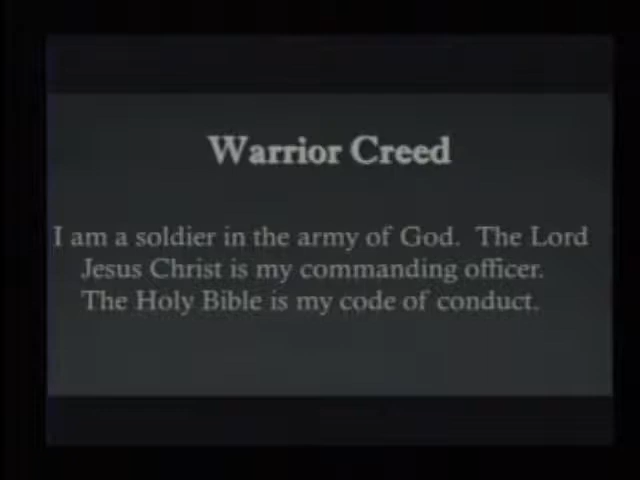 Warrior Creed
I am a soldier in the army of God. The Lord
Jesus Christ is my commanding officer.
The Holy Bible is my code of conduct.